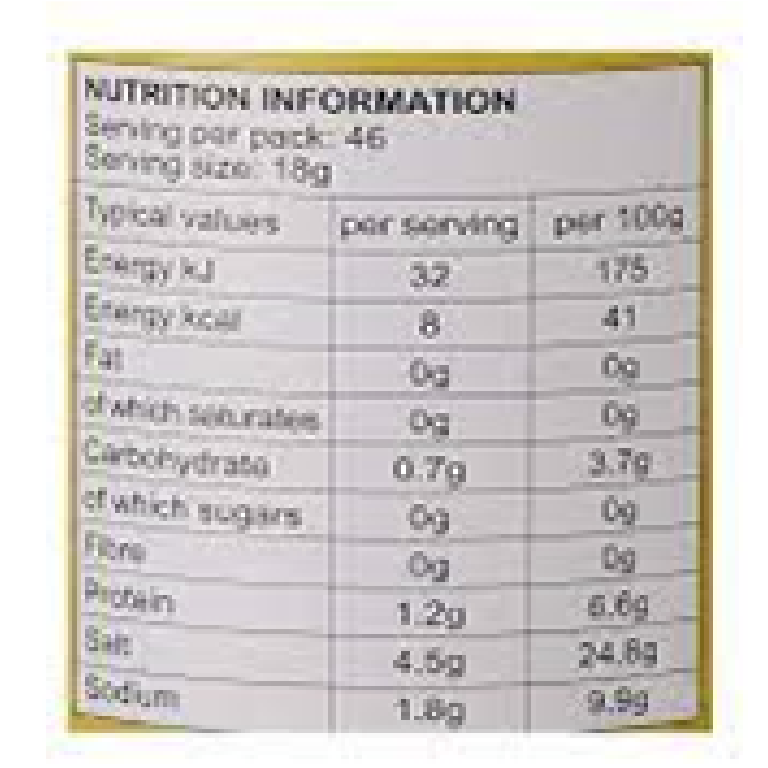 NUTRITION INFORMATION
Serving per pack: 46
Serving size: 18g
Typical values per serving per 100g
Energy kJ 32 175
Energy kcal 8 41
Fat 0g 0g
of which saturates 0g 0g
Carbohydrate 0.7g 3.7g
of which sugars 0g 0g
Fibre 0g 0g
Protein 1.2g 6.6g
Salt 4.5g 24.8g
Sodium 1.8g 9.9g